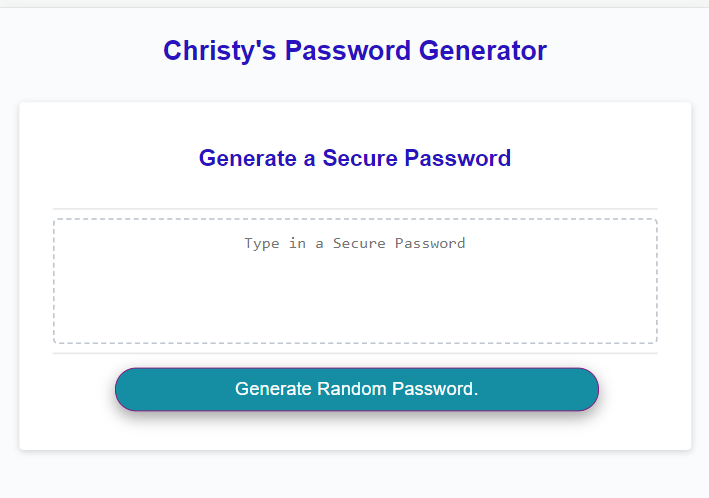 Christy's Password Generator
Generate a Secure Password
Type in a Secure Password
Generate Random Password.